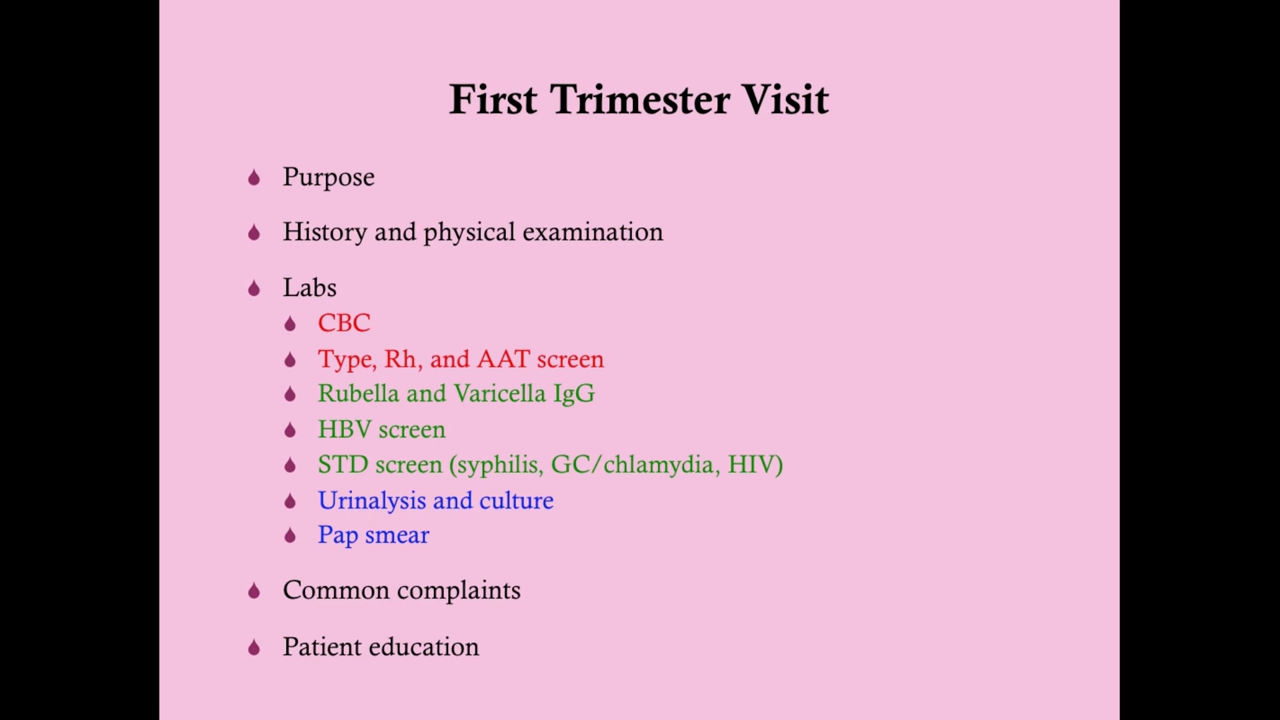 First Trimester Visit
Purpose
History and physical examination
Labs
CBC
Type, Rh, and AAT screen
Rubella and Varicella IgG
HBV screen
STD screen (syphilis, GC/chlamydia, HIV)
Urinalysis and culture
Pap smear
Common complaints
Patient education